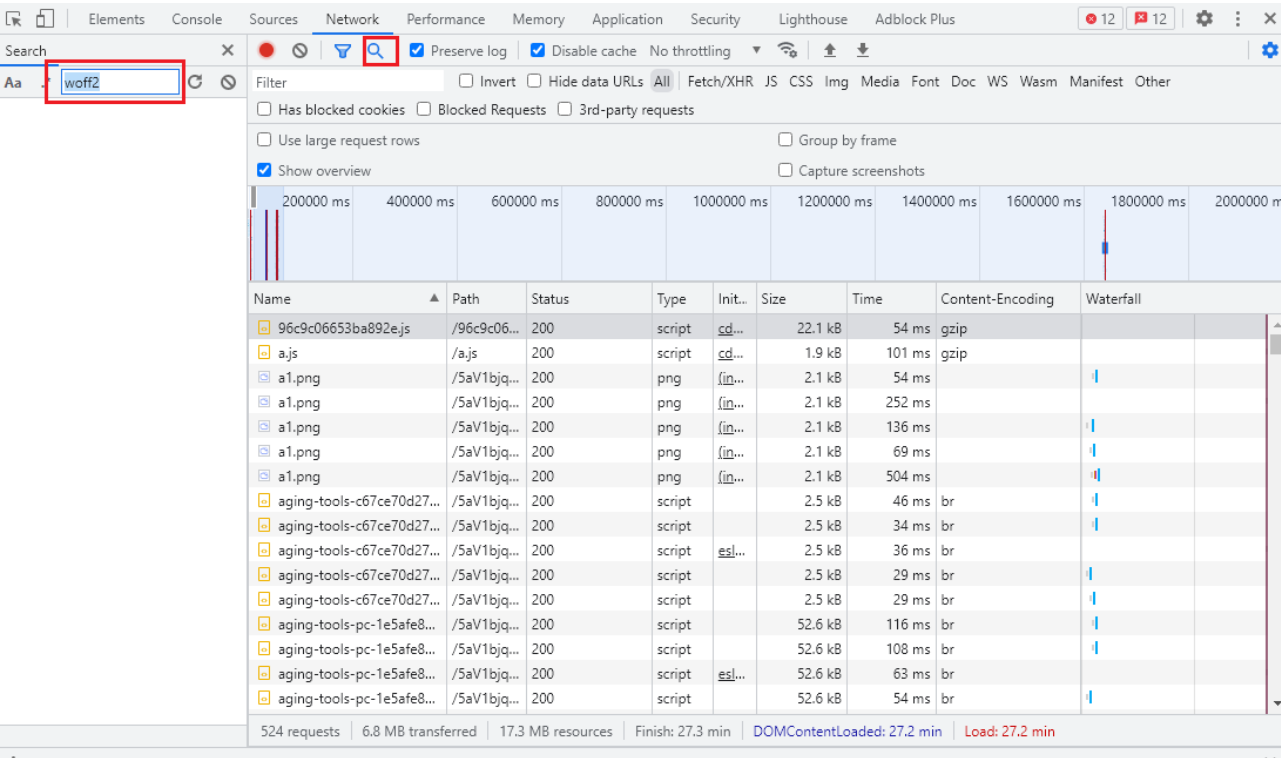 Elements Console Sources Network Performance Memory Application Security Lighthouse Adblock Plus 12 12
Search
Preserve log Disable cache No throttling
Aa .* woff2
Filter Invert Hide data URLs All Fetch/XHR JS CSS Img Media Font Doc WS Wasm Manifest Other
Has blocked cookies Blocked Requests 3rd-party requests
Use large request rows Group by frame
Show overview Capture screenshots
200000 ms 400000 ms 600000 ms 800000 ms 1000000 ms 1200000 ms 1400000 ms 1600000 ms 1800000 ms 2000000 m
Name Path Status Type Init... Size Time Content-Encoding Waterfall
96c9c06653ba892e.js /96c9c06... 200 script cd... 22.1 kB 54 ms gzip
a.js /a.js 200 script cd... 1.9 kB 101 ms gzip
a1.png /5aV1bjq... 200 png (in... 2.1 kB 54 ms
a1.png /5aV1bjq... 200 png (in... 2.1 kB 252 ms
a1.png /5aV1bjq... 200 png (in... 2.1 kB 136 ms
a1.png /5aV1bjq... 200 png (in... 2.1 kB 69 ms
a1.png /5aV1bjq... 200 png (in... 2.1 kB 504 ms
aging-tools-c67ce70d27... /5aV1bjq... 200 script 2.5 kB 46 ms br
aging-tools-c67ce70d27... /5aV1bjq... 200 script 2.5 kB 34 ms br
aging-tools-c67ce70d27... /5aV1bjq... 200 script esl... 2.5 kB 36 ms br
aging-tools-c67ce70d27... /5aV1bjq... 200 script 2.5 kB 29 ms br
aging-tools-c67ce70d27... /5aV1bjq... 200 script 2.5 kB 29 ms br
aging-tools-pc-1e5afe8... /5aV1bjq... 200 script 52.6 kB 116 ms br
aging-tools-pc-1e5afe8... /5aV1bjq... 200 script 52.6 kB 108 ms br
aging-tools-pc-1e5afe8... /5aV1bjq... 200 script esl... 52.6 kB 63 ms br
aging-tools-pc-1e5afe8... /5aV1bjq... 200 script 52.6 kB 54 ms br
524 requests 6.8 MB transferred 17.3 MB resources Finish: 27.3 min DOMContentLoaded: 27.2 min Load: 27.2 min